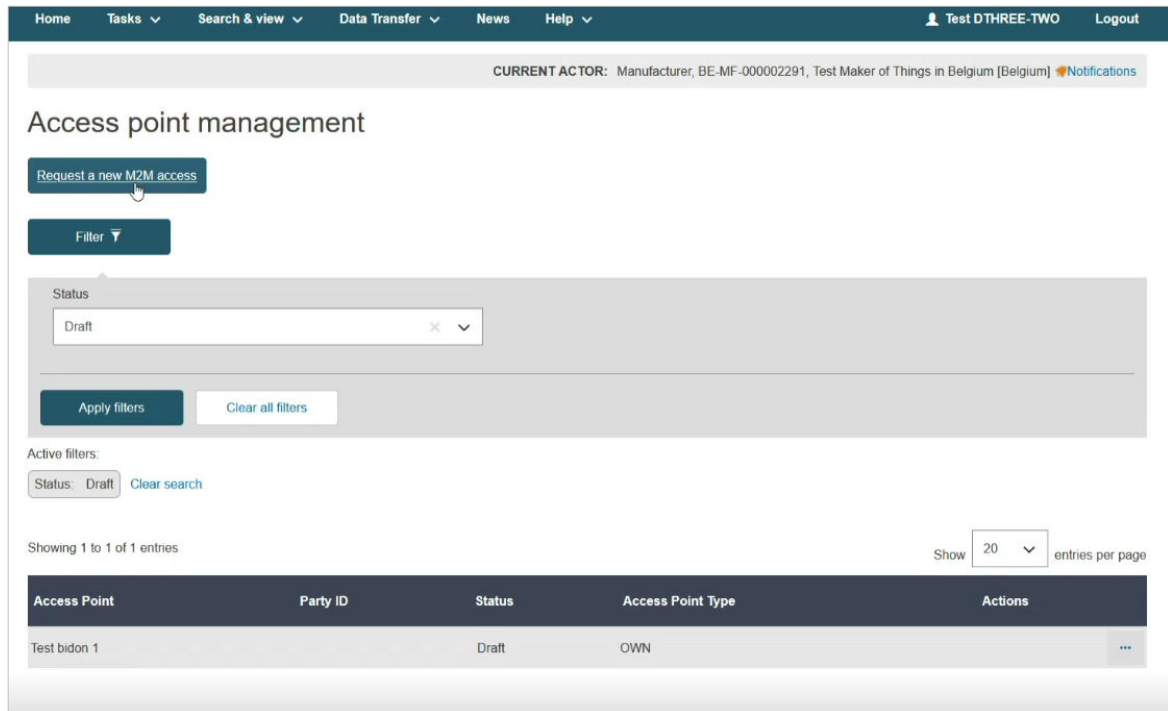 Home Tasks Search & view Data Transfer News Help Test DTHREE-TWO Logout
CURRENT ACTOR: Manufacturer, BE-MF-000002291, Test Maker of Things in Belgium [Belgium] Notifications
Access point management
Request a new M2M access
Filter
Status
Draft
Apply filters Clear all filters
Active filters:
Status: Draft Clear search
Showing 1 to 1 of 1 entries Show 20 entries per page
Access Point Party ID Status Access Point Type Actions
Test bidon 1 Draft OWN ...